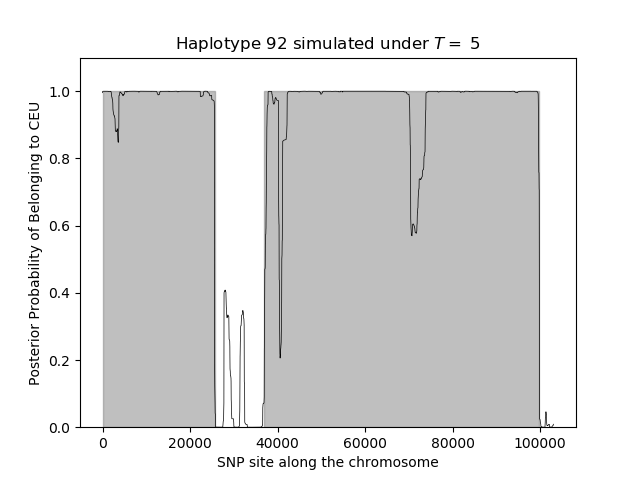 Haplotype 92 simulated under T = 5
Posterior Probability of Belonging to CEU
1.0
0.8
0.6
0.4
0.2
0.0
0 20000 40000 60000 80000 100000
SNP site along the chromosome